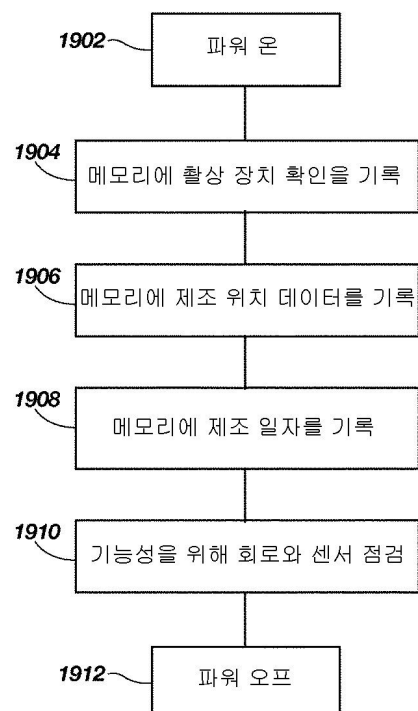 1902 파워 온
1904 메모리에 촬상 장치 확인을 기록
1906 메모리에 제조 위치 데이터를 기록
1908 메모리에 제조 일자를 기록
1910 기능성을 위해 회로와 센서 점검
1912 파워 오프